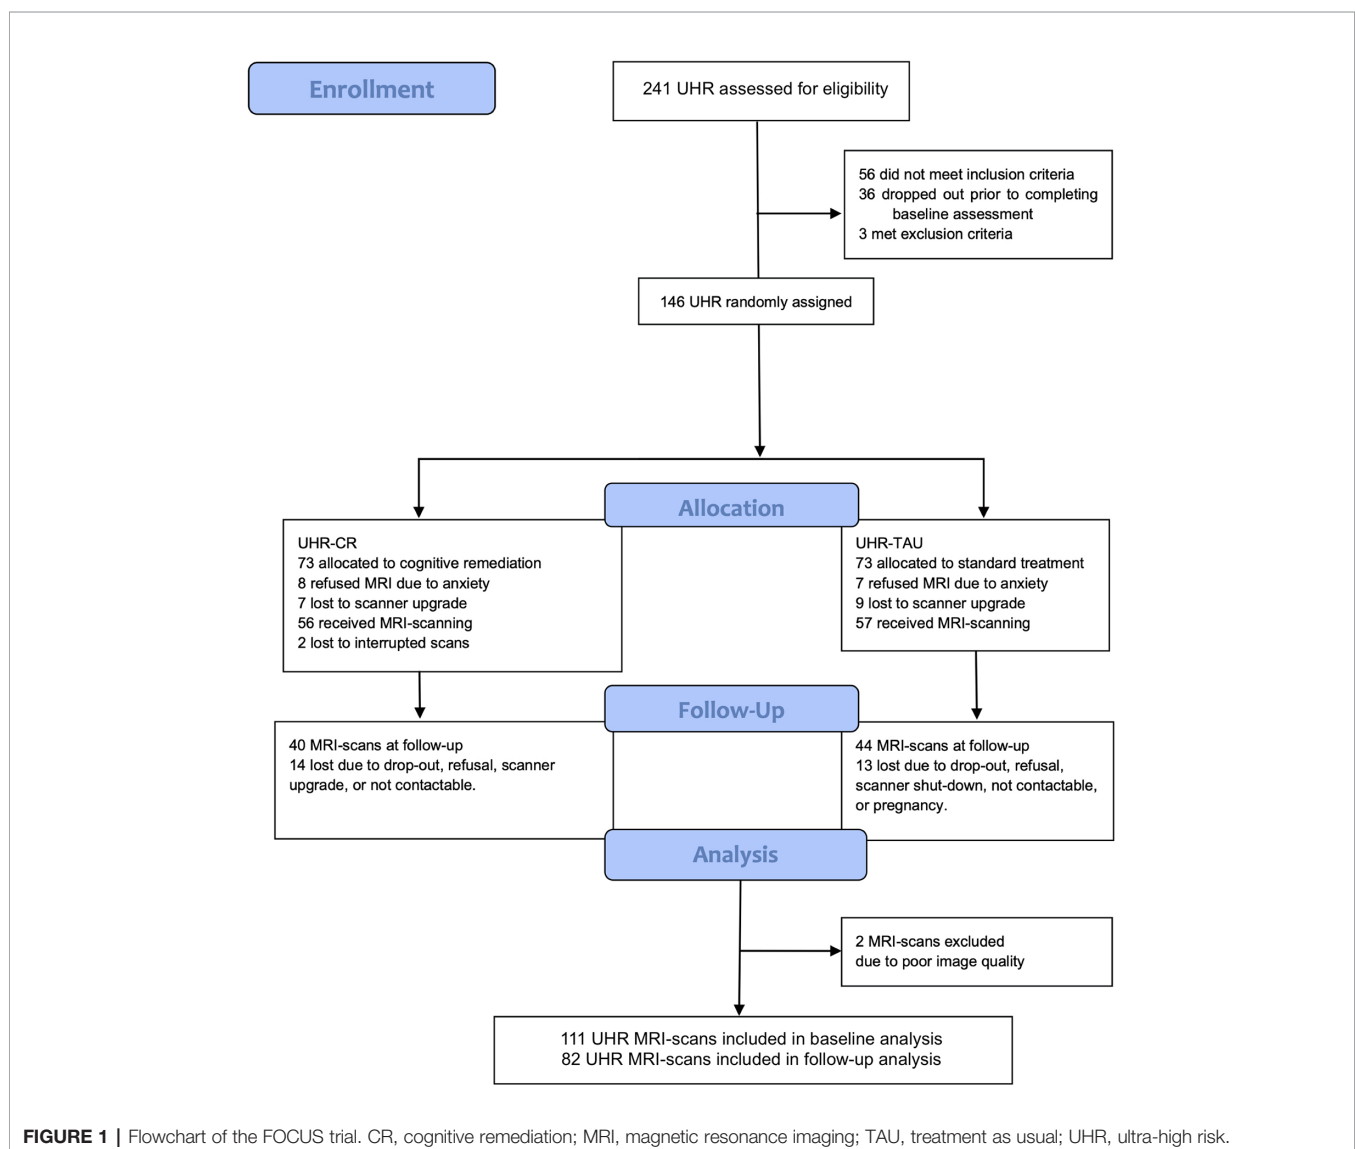 Enrollment
241 UHR assessed for eligibility
56 did not meet inclusion criteria
36 dropped out prior to completing
baseline assessment
3 met exclusion criteria
146 UHR randomly assigned
Allocation
UHR-CR
73 allocated to cognitive remediation
8 refused MRI due to anxiety
7 lost to scanner upgrade
56 received MRI-scanning
2 lost to interrupted scans
UHR-TAU
73 allocated to standard treatment
7 refused MRI due to anxiety
9 lost to scanner upgrade
57 received MRI-scanning
Follow-Up
40 MRI-scans at follow-up
14 lost due to drop-out, refusal, scanner
upgrade, or not contactable.
44 MRI-scans at follow-up
13 lost due to drop-out, refusal,
scanner shut-down, not contactable,
or pregnancy.
Analysis
2 MRI-scans excluded
due to poor image quality
111 UHR MRI-scans included in baseline analysis
82 UHR MRI-scans included in follow-up analysis
FIGURE 1 | Flowchart of the FOCUS trial. CR, cognitive remediation; MRI, magnetic resonance imaging; TAU, treatment as usual; UHR, ultra-high risk.